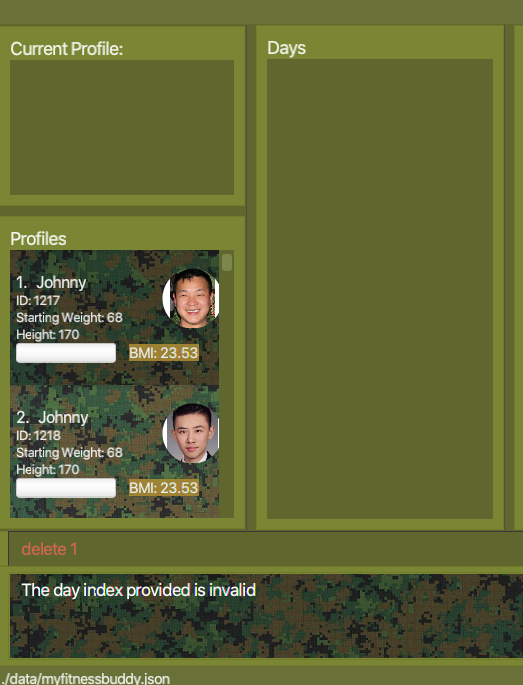 Current Profile:
Days
Profiles
1. Johnny
ID: 1217
Starting Weight: 68
Height: 170
BMI: 23.53
2. Johnny
ID: 1218
Starting Weight: 68
Height: 170
BMI: 23.53
delete 1
The day index provided is invalid
./data/myfitnessbuddy.json